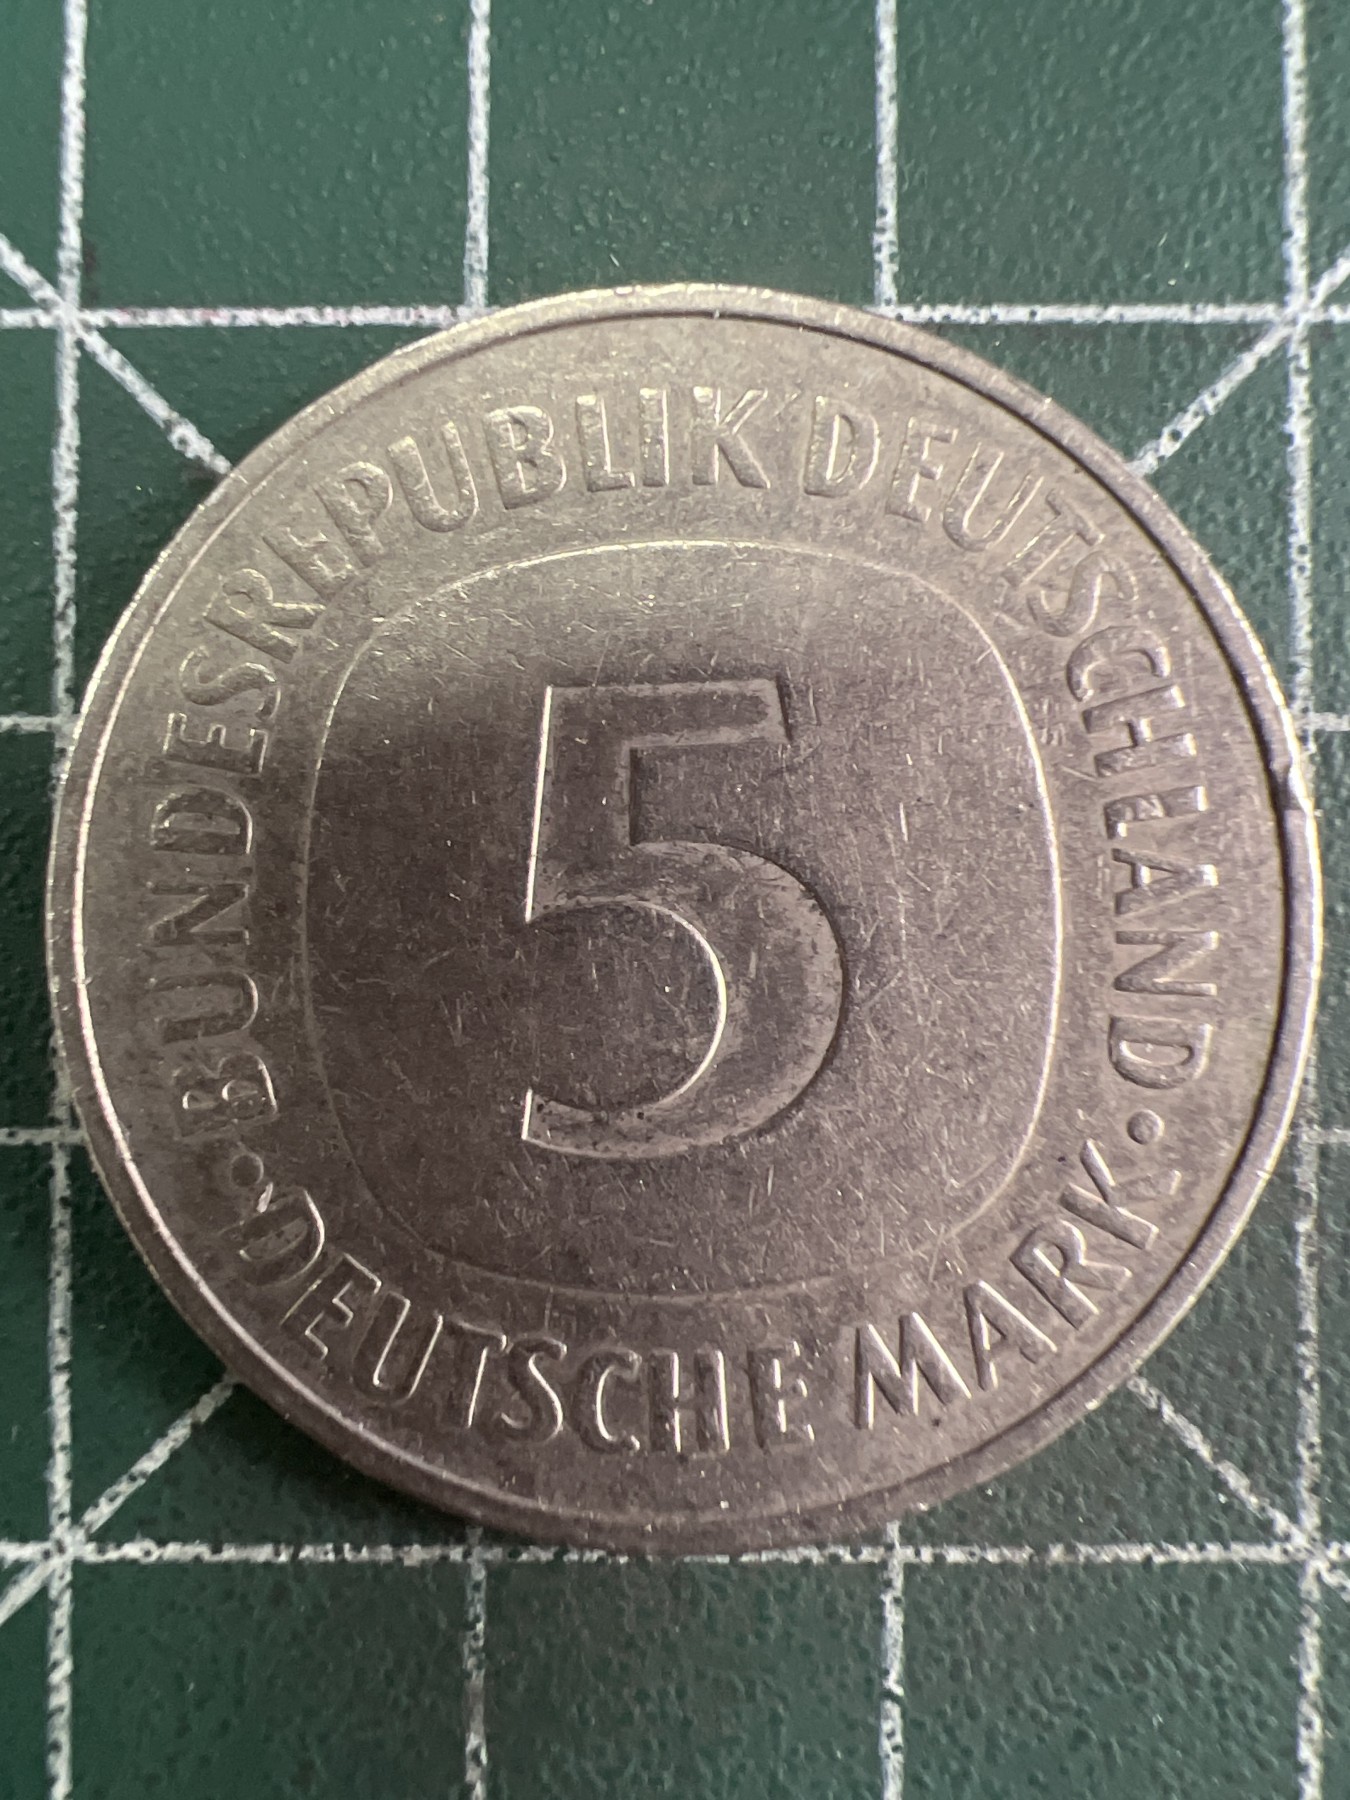 BUNDESREPUBLIK DEUTSCHLAND
5
DEUTSCHE MARK